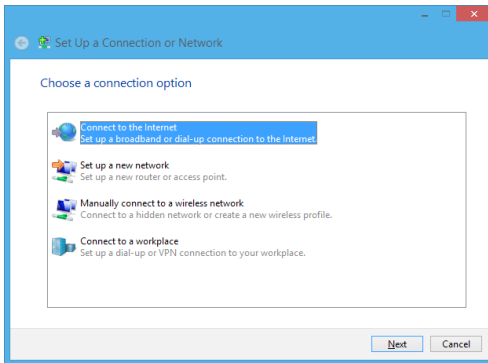 Set Up a Connection or Network
Choose a connection option
Connect to the Internet
Set up a broadband or dial-up connection to the Internet.
Set up a new network
Set up a new router or access point.
Manually connect to a wireless network
Connect to a hidden network or create a new wireless profile.
Connect to a workplace
Set up a dial-up or VPN connection to your workplace.
Next Cancel